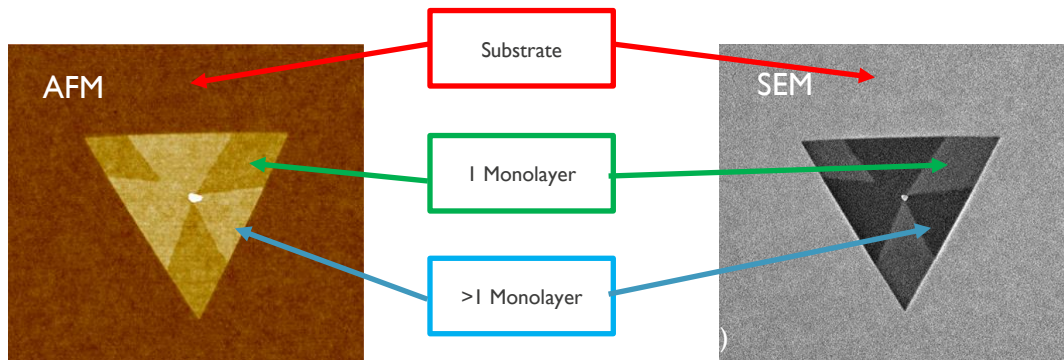 Substrate
AFM
SEM
1 Monolayer
>1 Monolayer
)